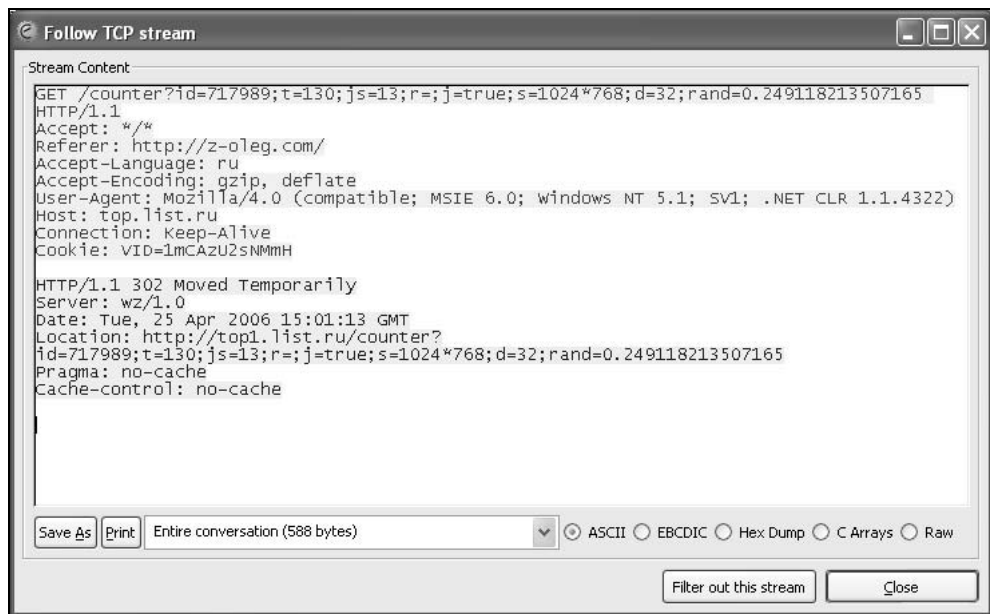 Follow TCP stream
Stream Content
GET /counter?id=717989;t=130;js=13;r=;j=true;s=1024*768;d=32;rand=0.249118213507165
HTTP/1.1
Accept: */*
Referer: http://z-oleg.com/
Accept-Language: ru
Accept-Encoding: gzip, deflate
User-Agent: Mozilla/4.0 (compatible; MSIE 6.0; Windows NT 5.1; SV1; .NET CLR 1.1.4322)
Host: top.list.ru
Connection: Keep-Alive
Cookie: VID=1mCAzU2sNMmH
HTTP/1.1 302 Moved Temporarily
Server: wz/1.0
Date: Tue, 25 Apr 2006 15:01:13 GMT
Location: http://top1.list.ru/counter?
id=717989;t=130;js=13;r=;j=true;s=1024*768;d=32;rand=0.249118213507165
Pragma: no-cache
Cache-control: no-cache
Save As Print Entire conversation (588 bytes) ASCII EBCDIC Hex Dump C Arrays Raw
Filter out this stream Close